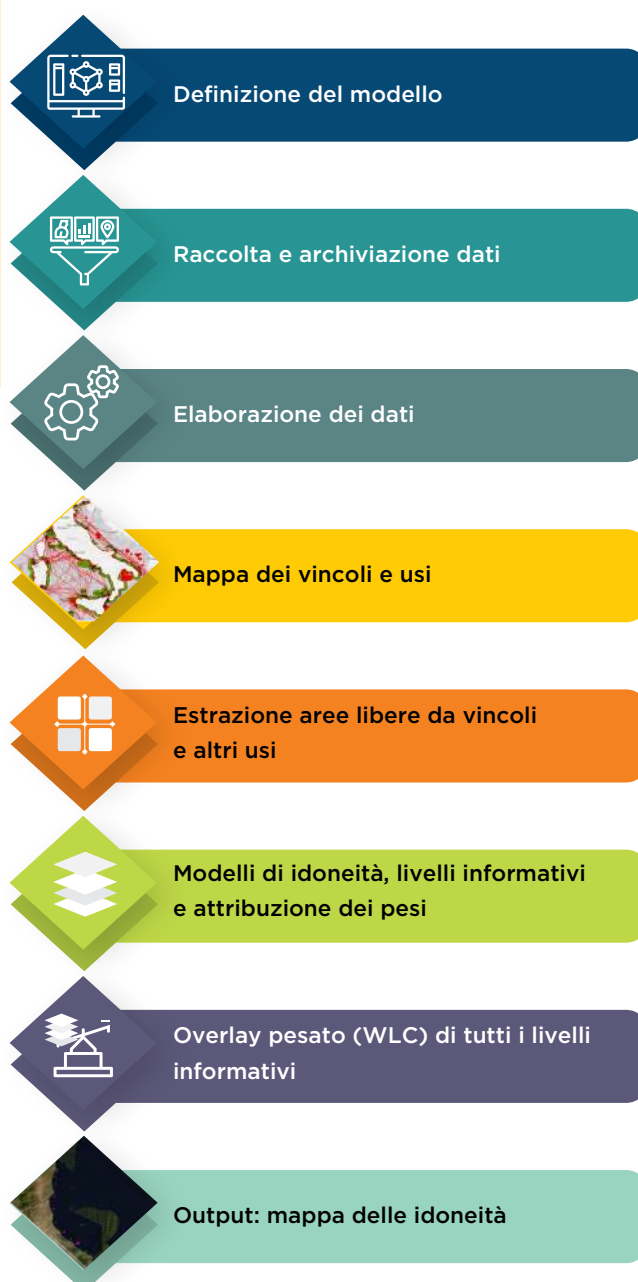 Definizione del modello
Raccolta e archiviazione dati
Elaborazione dei dati
Mappa dei vincoli e usi
Estrazione aree libere da vincoli
e altri usi
Modelli di idoneità, livelli informativi
e attribuzione dei pesi
Overlay pesato (WLC) di tutti i livelli
informativi
Output: mappa delle idoneità